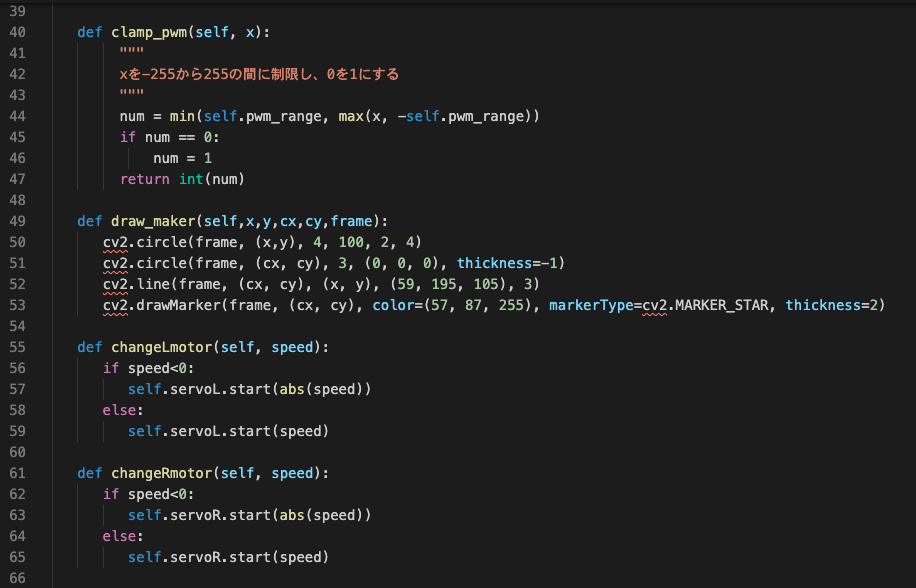 39
40 def clamp_pwm(self, x):
41 """
42 xを-255から255の間に制限し、0を1にする
43 """
44 num = min(self.pwm_range, max(x, -self.pwm_range))
45 if num == 0:
46 num = 1
47 return int(num)
48
49 def draw_maker(self,x,y,cx,cy,frame):
50 cv2.circle(frame, (x,y), 4, 100, 2, 4)
51 cv2.circle(frame, (cx, cy), 3, (0, 0, 0), thickness=-1)
52 cv2.line(frame, (cx, cy), (x, y), (59, 195, 105), 3)
53 cv2.drawMarker(frame, (cx, cy), color=(57, 87, 255), markerType=cv2.MARKER_STAR, thickness=2)
54
55 def changeLmotor(self, speed):
56 if speed<0:
57 self.servoL.start(abs(speed))
58 else:
59 self.servoL.start(speed)
60
61 def changeRmotor(self, speed):
62 if speed<0:
63 self.servoR.start(abs(speed))
64 else:
65 self.servoR.start(speed)
66